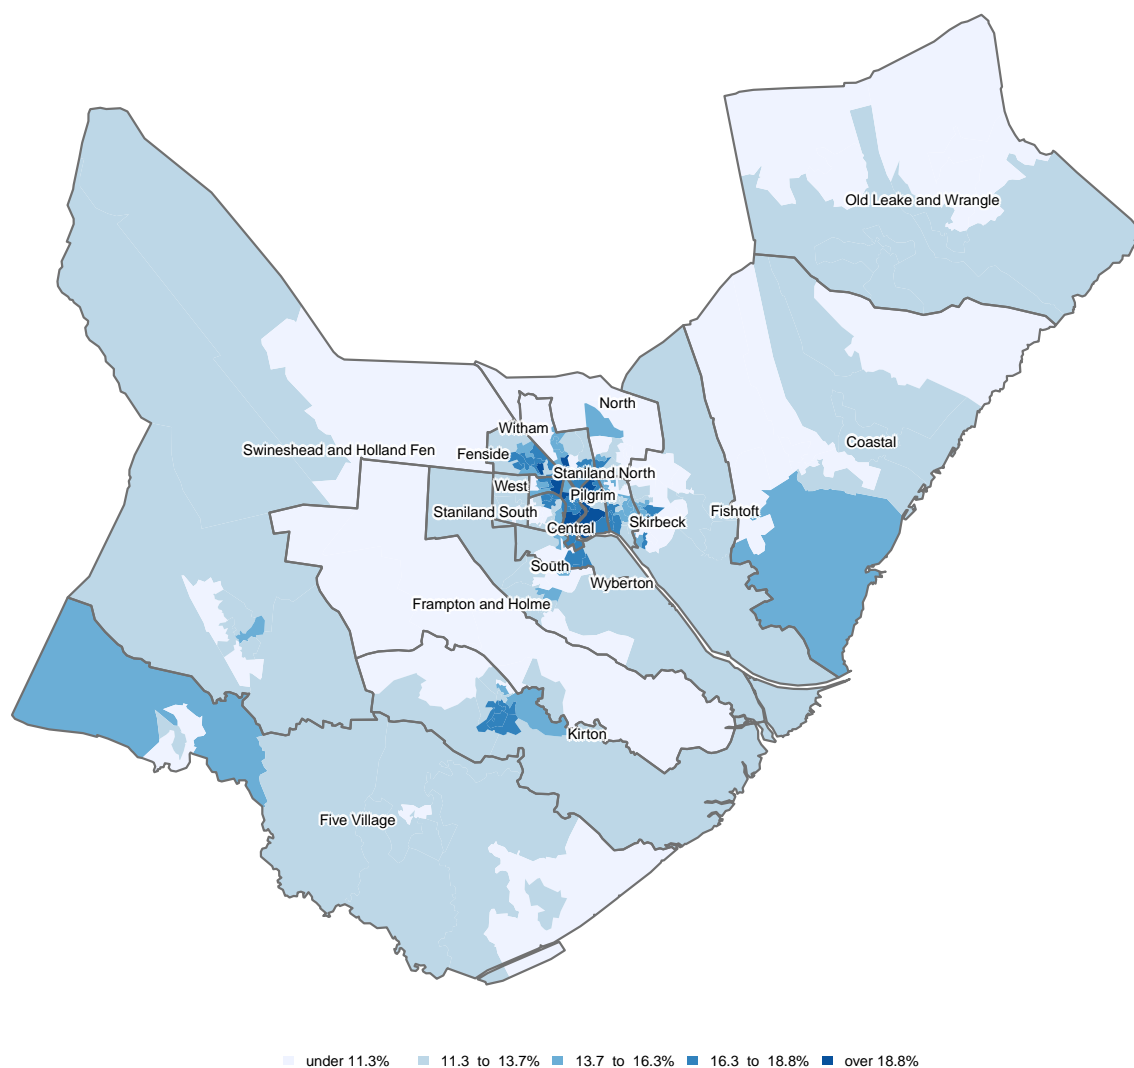 Old Leake and Wrangle
North
Witham
Coastal
Swineshead and Holland Fen
Fenside
Staniland North
West
Pilgrim
Staniland South
Fishtoft
Skirbeck
Central
South
Wyberton
Frampton and Holme
Kirton
Five Village
under 11.3%
11.3 to 13.7%
13.7 to 16.3%
16.3 to 18.8%
over 18.8%